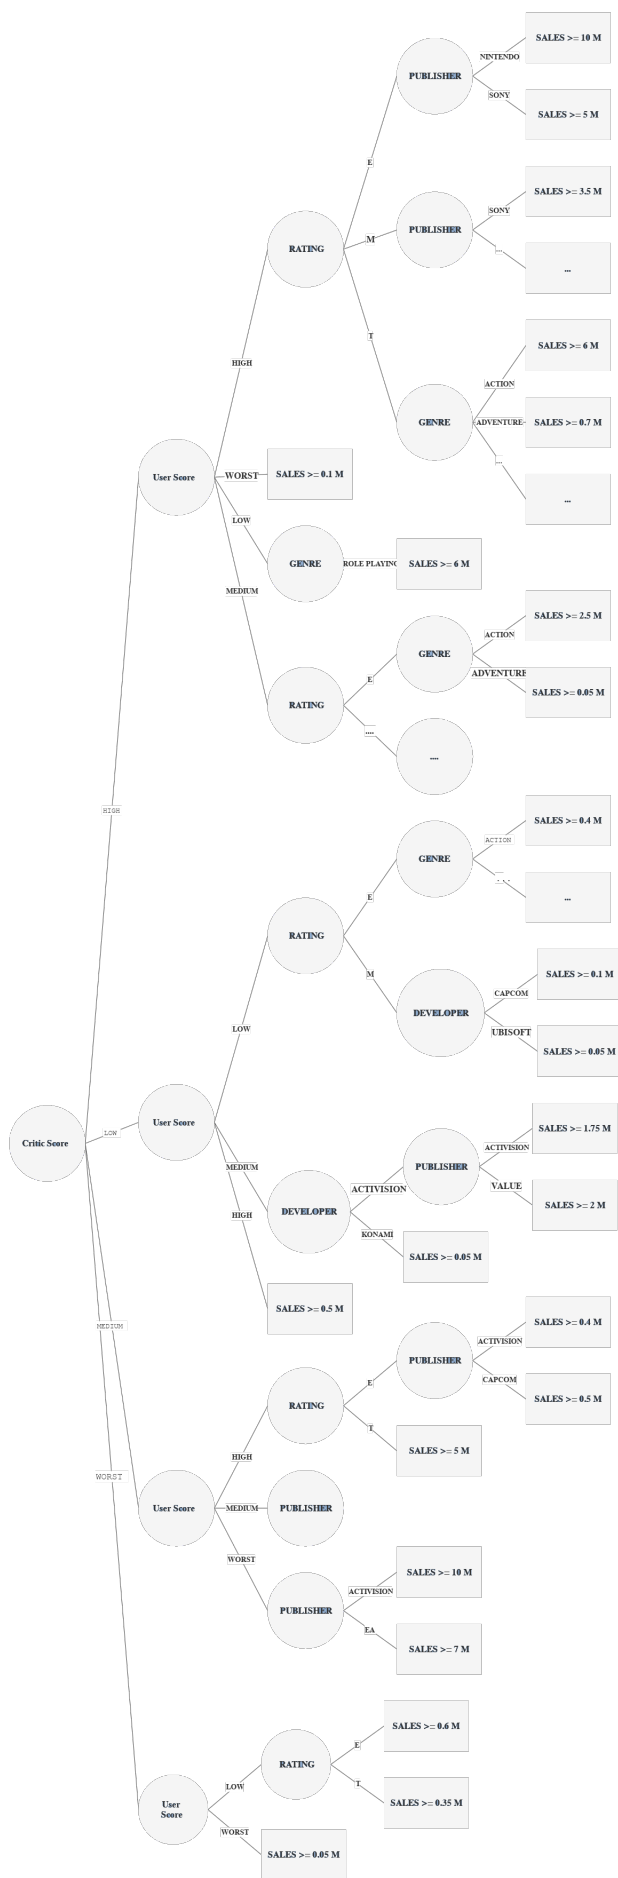 SALES >= 10 M
NINTENDO
PUBLISHER
SONY
SALES >= 5 M
E
SALES >= 3.5 M
SONY
PUBLISHER
M
RATING
...
...
T
SALES >= 6 M
ACTION
HIGH
GENRE
ADVENTURE
SALES >= 0.7 M
...
...
User Score
WORST
SALES >= 0.1 M
LOW
GENRE
ROLE PLAYING
SALES >= 6 M
MEDIUM
SALES >= 2.5 M
ACTION
GENRE
E
ADVENTURE
SALES >= 0.05 M
RATING
....
....
HIGH
SALES >= 0.4 M
ACTION
GENRE
...
...
E
RATING
M
SALES >= 0.1 M
CAPCOM
DEVELOPER
UBISOFT
SALES >= 0.05 M
LOW
Critic Score
LOW
User Score
SALES >= 1.75 M
ACTIVISION
PUBLISHER
MEDIUM
ACTIVISION
VALUE
SALES >= 2 M
DEVELOPER
HIGH
KONAMI
SALES >= 0.05 M
SALES >= 0.5 M
MEDIUM
SALES >= 0.4 M
ACTIVISION
PUBLISHER
E
CAPCOM
SALES >= 0.5 M
RATING
T
SALES >= 5 M
HIGH
WORST
User Score
MEDIUM
PUBLISHER
WORST
SALES >= 10 M
ACTIVISION
PUBLISHER
EA
SALES >= 7 M
SALES >= 0.6 M
E
RATING
LOW
T
SALES >= 0.35 M
User
Score
WORST
SALES >= 0.05 M